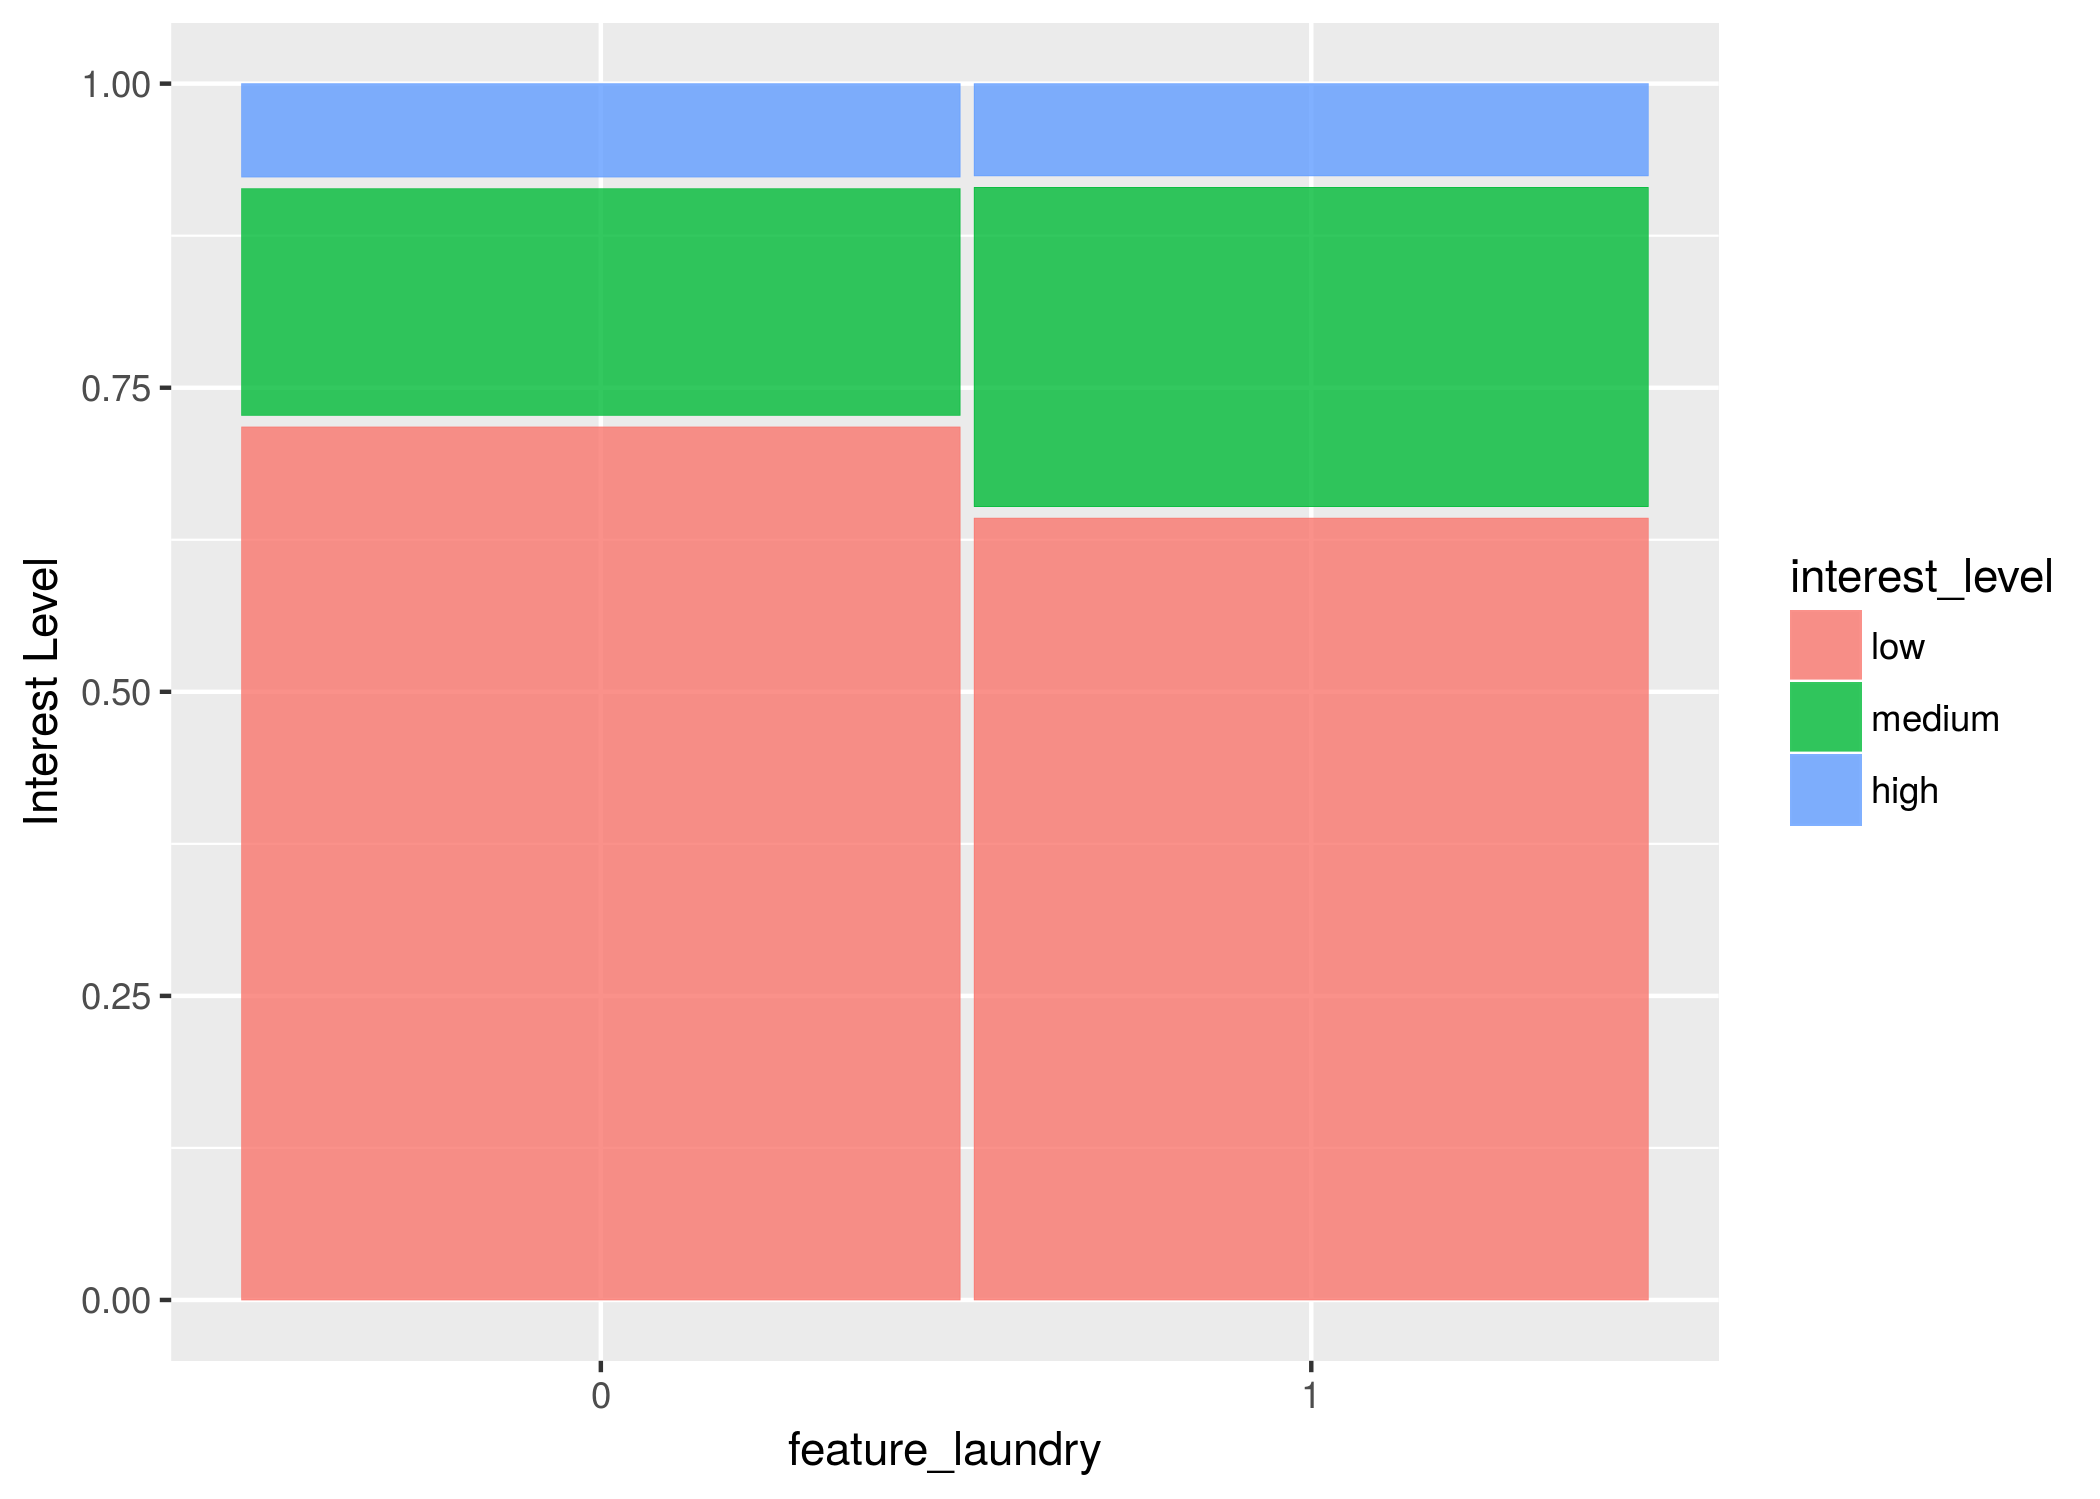 1.00
0.75
0.50
0.25
0.00
Interest Level
0
1
feature_laundry
interest_level
low
medium
high